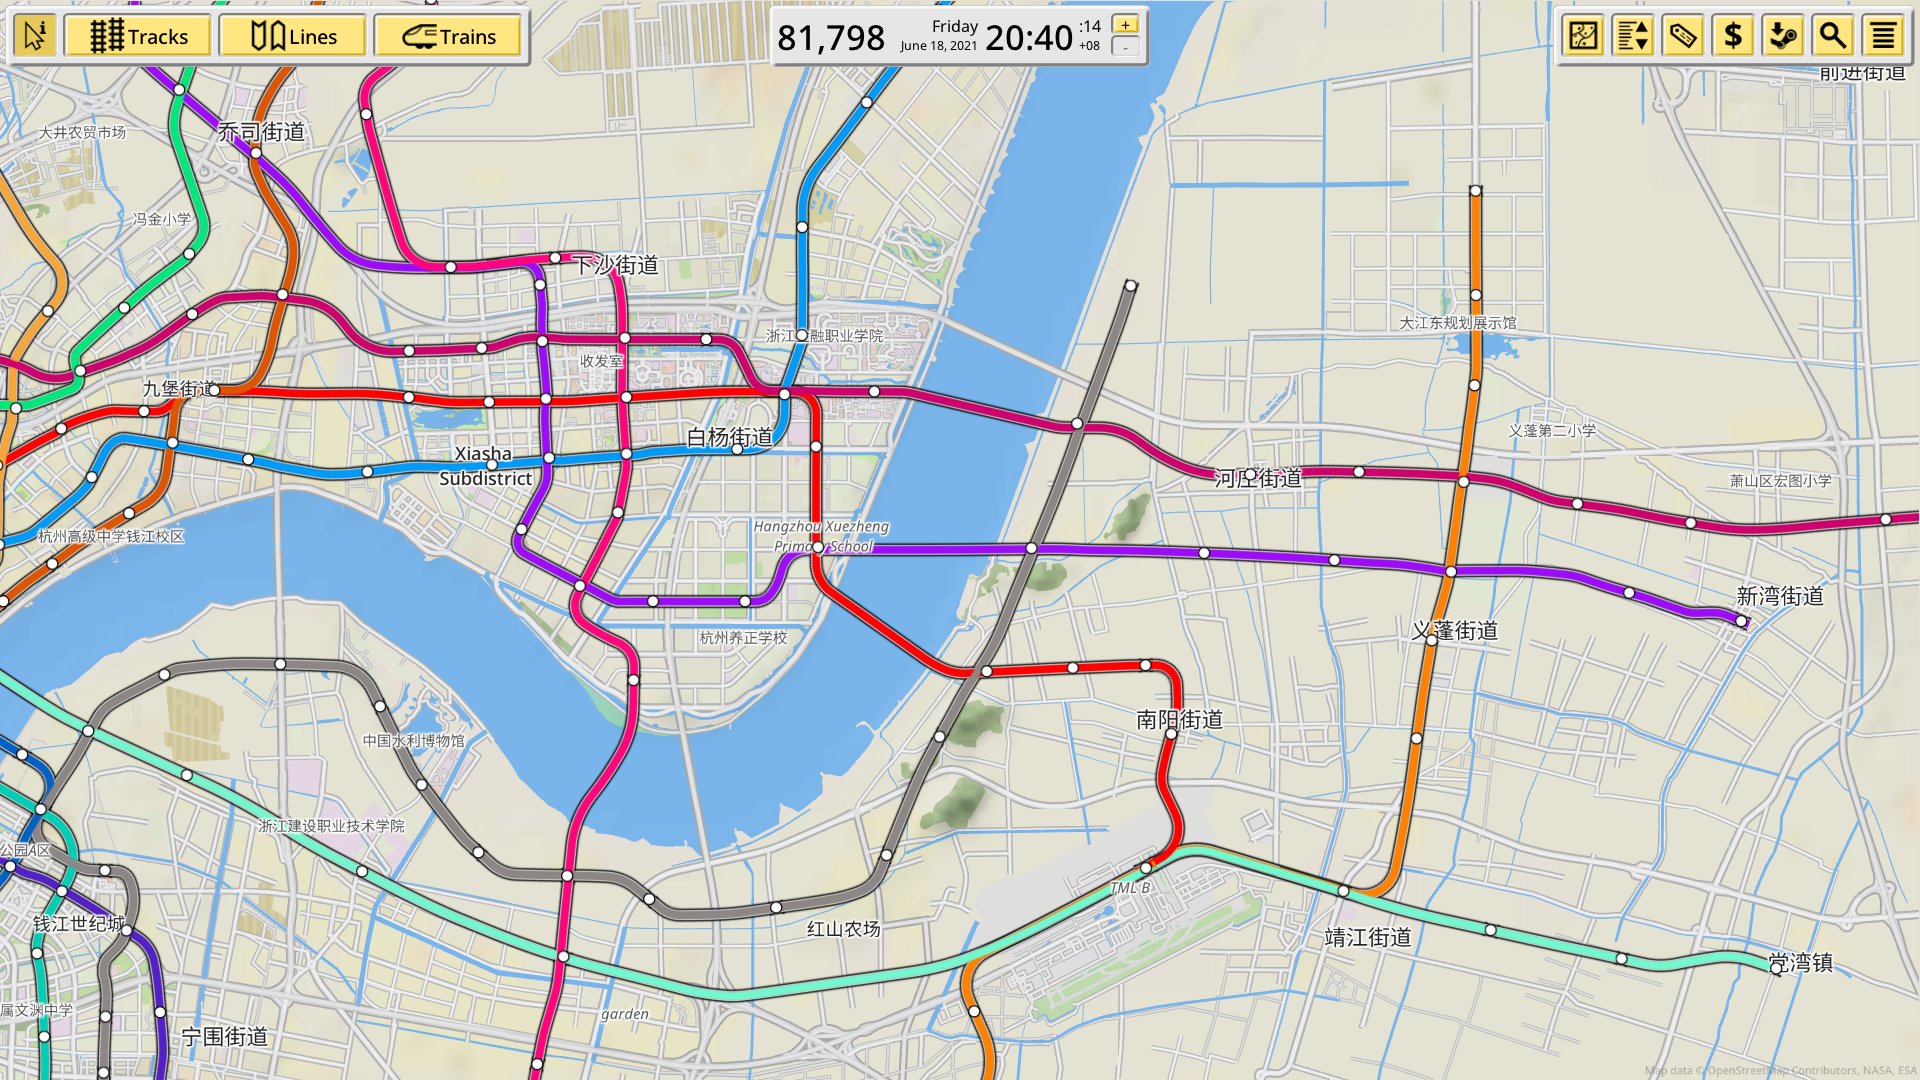 Tracks
Lines
Trains
81,798
Friday
June 18, 2021
20:40
:14
+08
+
-
$
前进街道
大井农贸市场
乔司街道
冯金小学
下沙街道
大江东规划展示馆
浙江
融职业学院
收发室
九堡街道
义蓬第二小学
白杨街道
Xiasha
Subdistrict
河庄街道
萧山区宏图小学
Hangzhou Xuezheng
Primary School
杭州高级中学钱江校区
新湾街道
义蓬街道
杭州养正学校
南阳街道
中国水利博物馆
浙江建设职业技术学院
公园A区
TML B
钱江世纪城
红山农场
靖江街道
党湾镇
属文渊中学
garden
宁围街道
Map data © OpenStreetMap Contributors, NASA, ESA